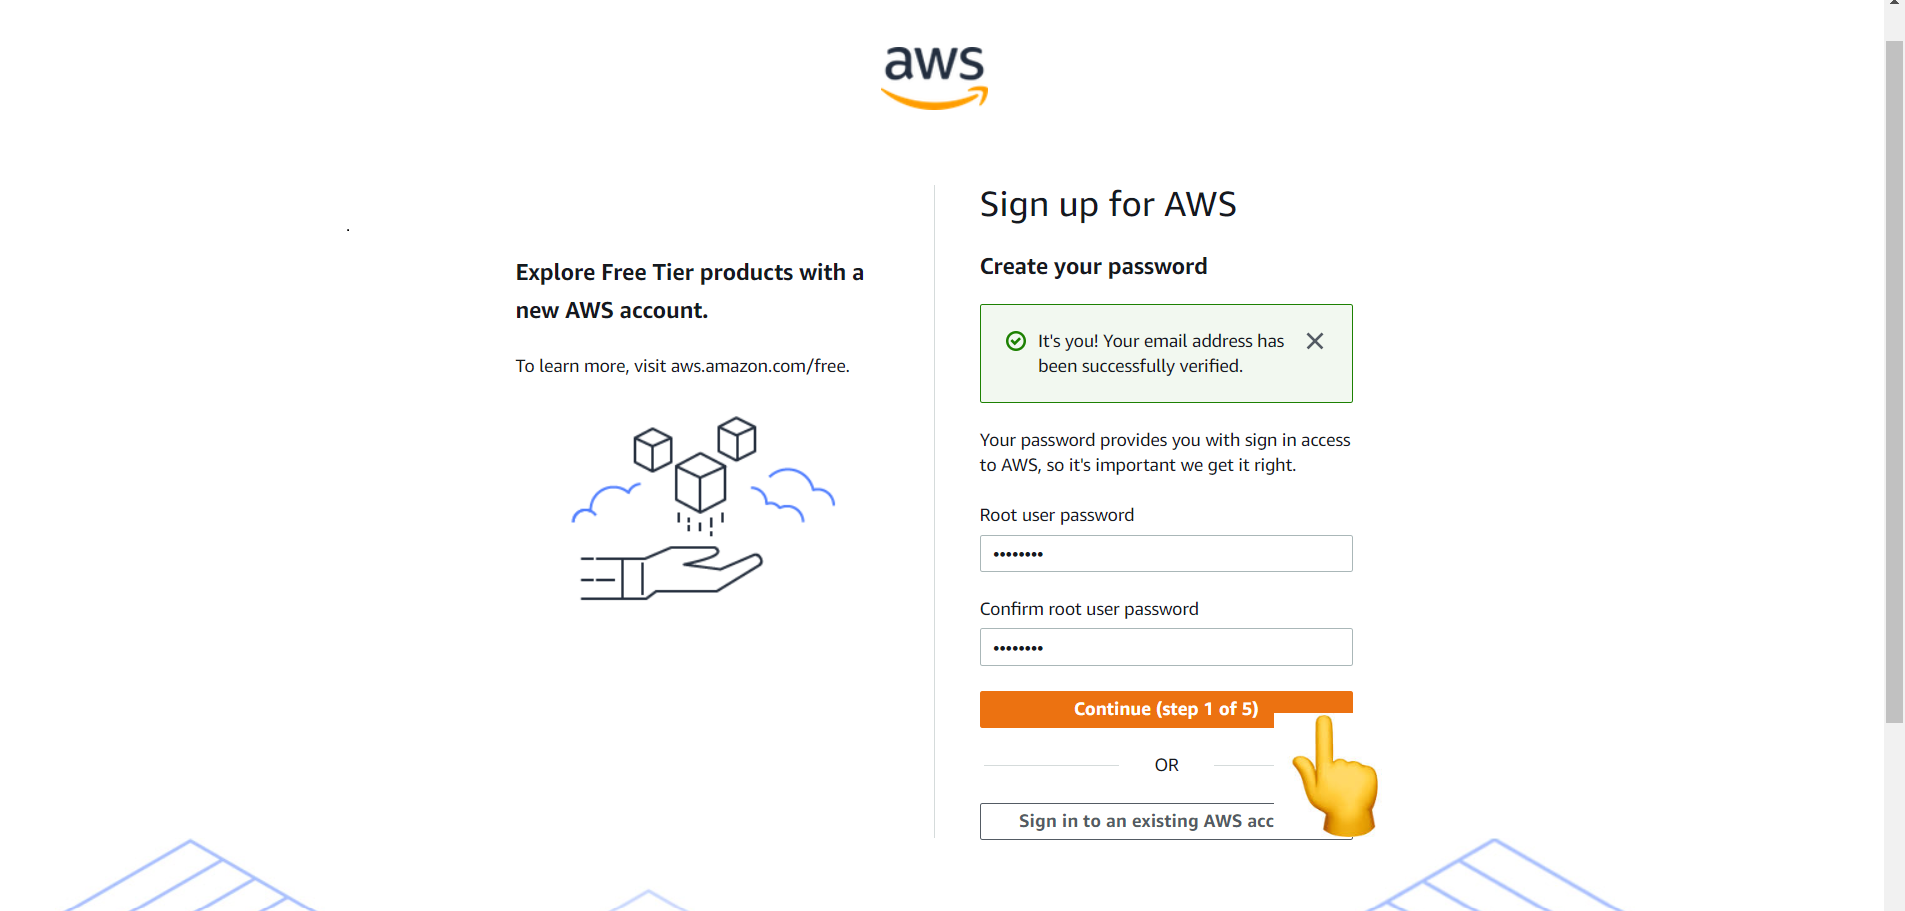 aws
Explore Free Tier products with a
new AWS account.
To learn more, visit aws.amazon.com/free.
Sign up for AWS
Create your password
It's you! Your email address has
been successfully verified.
Your password provides you with sign in access
to AWS, so it's important we get it right.
Root user password
••••••••
Confirm root user password
••••••••
Continue (step 1 of 5)
OR
Sign in to an existing AWS acc